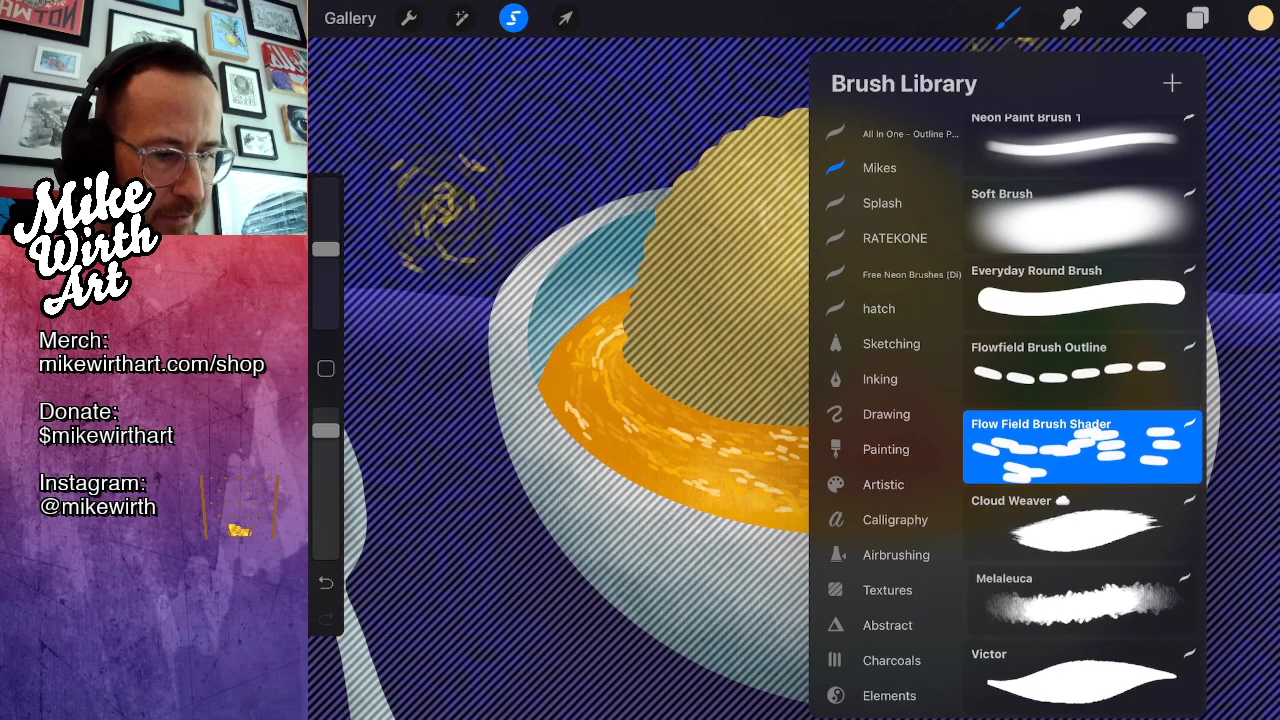 Gallery
Mike
Wirth
Art
Merch:
mikewirthart.com/shop
Donate:
$mikewirthart
Instagram:
@mikewirth
Brush Library
All In One - Outline P...
Mikes
Splash
RATEKONE
Free Neon Brushes (Di)
hatch
Sketching
Inking
Drawing
Painting
Artistic
Calligraphy
Airbrushing
Textures
Abstract
Charcoals
Elements
Neon Paint Brush 1
Soft Brush
Everyday Round Brush
Flowfield Brush Outline
Flow Field Brush Shader
Cloud Weaver ☁️
Melaleuca
Victor